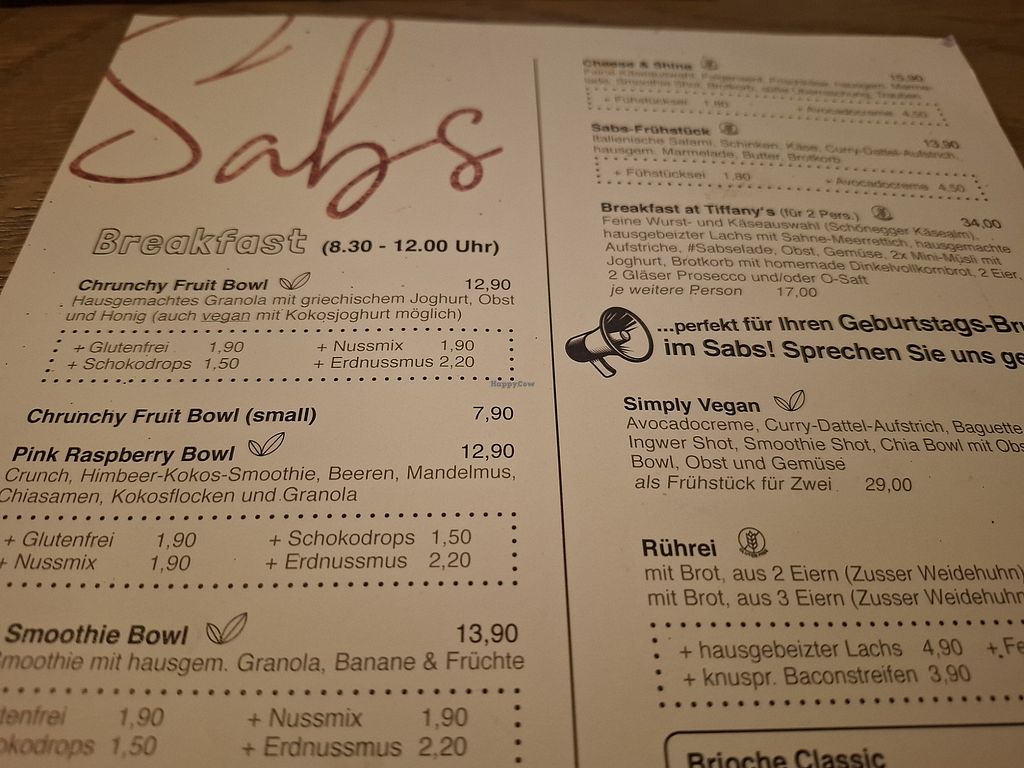 Sabs
Breakfast (8.30 - 12.00 Uhr)
Chrunchy Fruit Bowl 12,90
Hausgemachtes Granola mit griechischem Joghurt, Obst
und Honig (auch vegan mit Kokosjoghurt möglich)
+ Glutenfrei 1,90 + Nussmix 1,90
+ Schokodrops 1,50 + Erdnussmus 2,20
Chrunchy Fruit Bowl (small) 7,90
Pink Raspberry Bowl 12,90
Crunch, Himbeer-Kokos-Smoothie, Beeren, Mandelmus,
Chiasamen, Kokosflocken und Granola
+ Glutenfrei 1,90 + Schokodrops 1,50
+ Nussmix 1,90 + Erdnussmus 2,20
Smoothie Bowl 13,90
Smoothie mit hausgem. Granola, Banane & Früchte
tenfrei 1,90 + Nussmix 1,90
okodrops 1,50 + Erdnussmus 2,20
Cheese & Shine 15,90
+ Fühstücksei 1,80 + Avocadocreme 4,50
Sabs-Frühstück 13,90
Italienische Salami, Schinken, Käse, Curry-Dattel-Aufstrich,
hausgem. Marmelade, Butter, Brotkorb
+ Fühstücksei 1,80 + Avocadocreme 4,50
Breakfast at Tiffany's (für 2 Pers.) 34,00
Feine Wurst- und Käseauswahl (Schönegger Käsealm),
hausgebeizter Lachs mit Sahne-Meerrettich, hausgemachte
Aufstriche, #Sabselade, Obst, Gemüse, 2x Mini-Müsli mit
Joghurt, Brotkorb mit homemade Dinkelvollkornbrot, 2 Eier,
2 Gläser Prosecco und/oder O-Saft
je weitere Person 17,00
...perfekt für Ihren Geburtstags-Bru
im Sabs! Sprechen Sie uns ge
HappyCow
Simply Vegan
Avocadocreme, Curry-Dattel-Aufstrich, Baguette
Ingwer Shot, Smoothie Shot, Chia Bowl mit Obs
Bowl, Obst und Gemüse
als Frühstück für Zwei 29,00
Rührei
mit Brot, aus 2 Eiern (Zusser Weidehuhn)
mit Brot, aus 3 Eiern (Zusser Weidehuhn
+ hausgebeizter Lachs 4,90 + Fe
+ knuspr. Baconstreifen 3,90
Brioche Classic